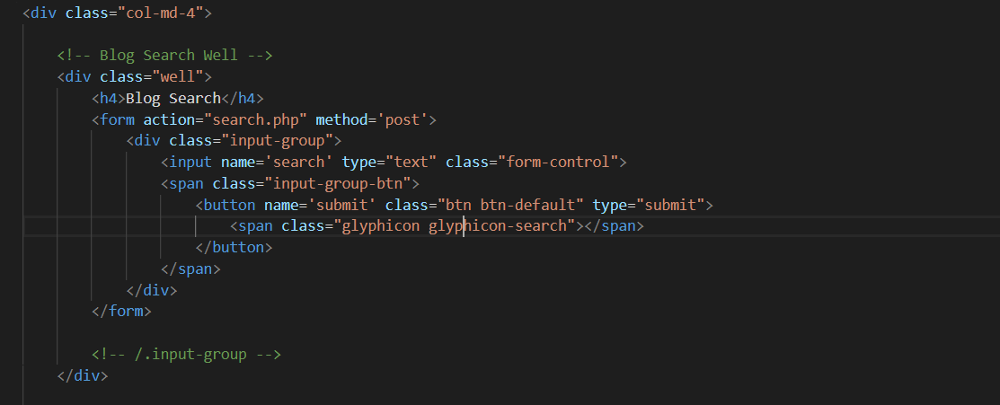 <div class="col-md-4">
<!-- Blog Search Well -->
<div class="well">
<h4>Blog Search</h4>
<form action="search.php" method='post'>
<div class="input-group">
<input name='search' type="text" class="form-control">
<span class="input-group-btn">
<button name='submit' class="btn btn-default" type="submit">
<span class="glyphicon glyphicon-search"></span>
</button>
</span>
</div>
</form>
<!-- /.input-group -->
</div>